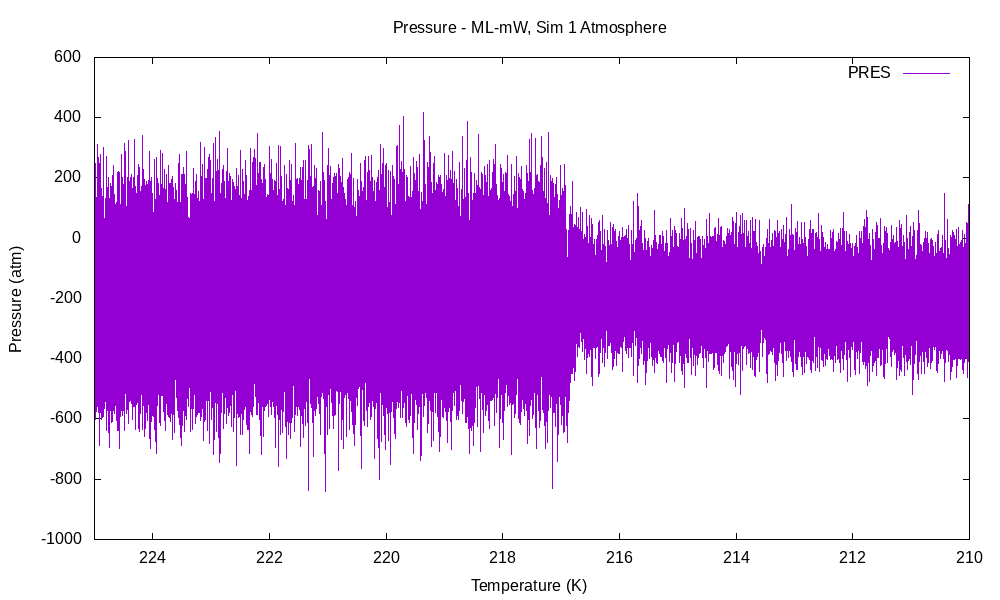 Pressure - ML-mW, Sim 1 Atmosphere
600
400
200
0
-200
-400
-600
-800
-1000
Pressure (atm)
PRES
224 222 220 218 216 214 212 210
Temperature (K)